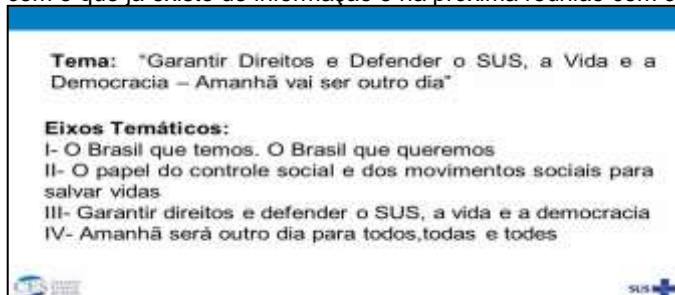 Tema: "Garantir Direitos e Defender o SUS, a Vida e a
Democracia – Amanhã vai ser outro dia"
Eixos Temáticos:
I- O Brasil que temos. O Brasil que queremos
II- O papel do controle social e dos movimentos sociais para
salvar vidas
III- Garantir direitos e defender o SUS, a vida e a democracia
IV- Amanhã será outro dia para todos,todas e todes
CES
SUS